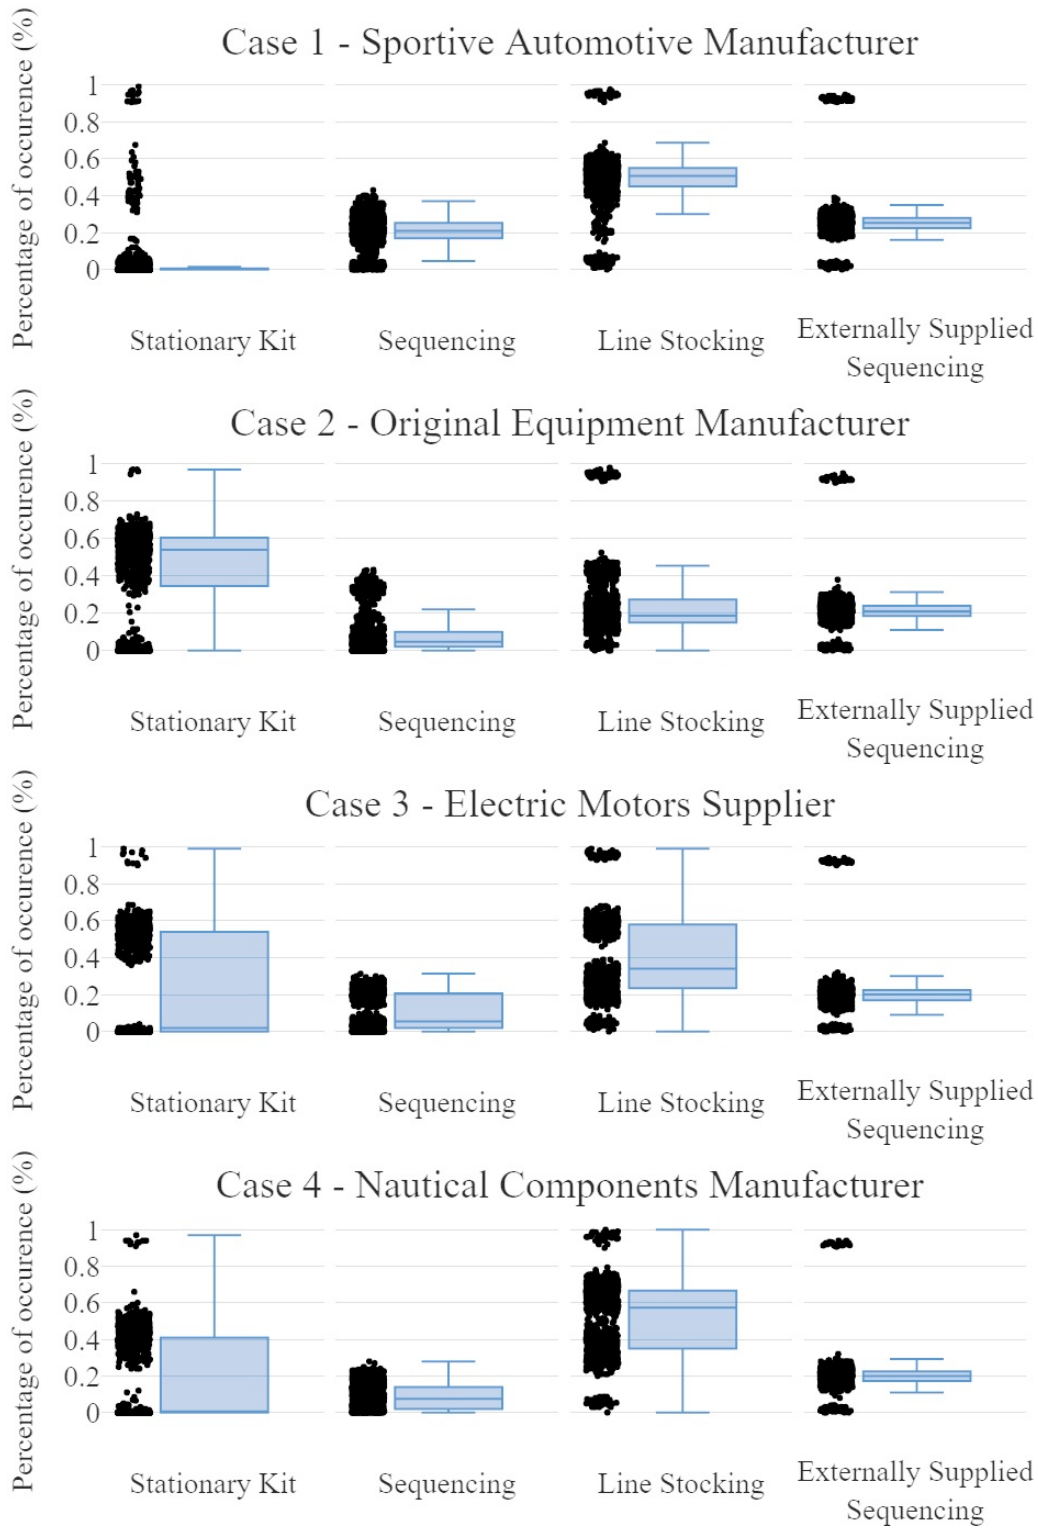 Case 1 - Sportive Automotive Manufacturer
Percentage of occurence (%)
1
0.8
0.6
0.4
0.2
0
Stationary Kit
Sequencing
Line Stocking
Externally Supplied
Sequencing
Case 2 - Original Equipment Manufacturer
Percentage of occurence (%)
1
0.8
0.6
0.4
0.2
0
Stationary Kit
Sequencing
Line Stocking
Externally Supplied
Sequencing
Case 3 - Electric Motors Supplier
Percentage of occurence (%)
1
0.8
0.6
0.4
0.2
0
Stationary Kit
Sequencing
Line Stocking
Externally Supplied
Sequencing
Case 4 - Nautical Components Manufacturer
Percentage of occurence (%)
1
0.8
0.6
0.4
0.2
0
Stationary Kit
Sequencing
Line Stocking
Externally Supplied
Sequencing